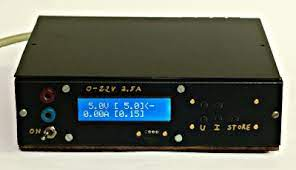 0-22V 2.5A
5.0V [ 5.0]<-
0.00A [0.15]
ON
U I STORE